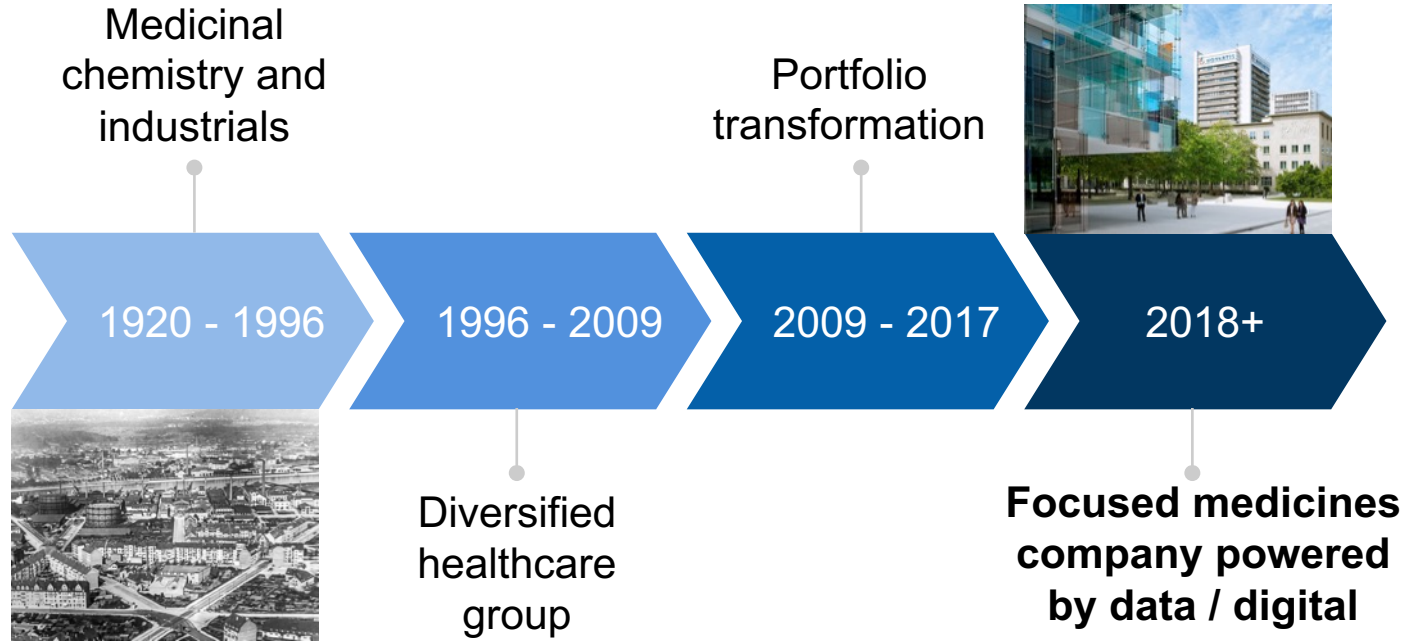 Medicinal
chemistry and
industrials
Portfolio
transformation
NOVARTIS
1920 - 1996
1996 - 2009
2009 - 2017
2018+
Diversified
healthcare
group
Focused medicines
company powered
by data / digital